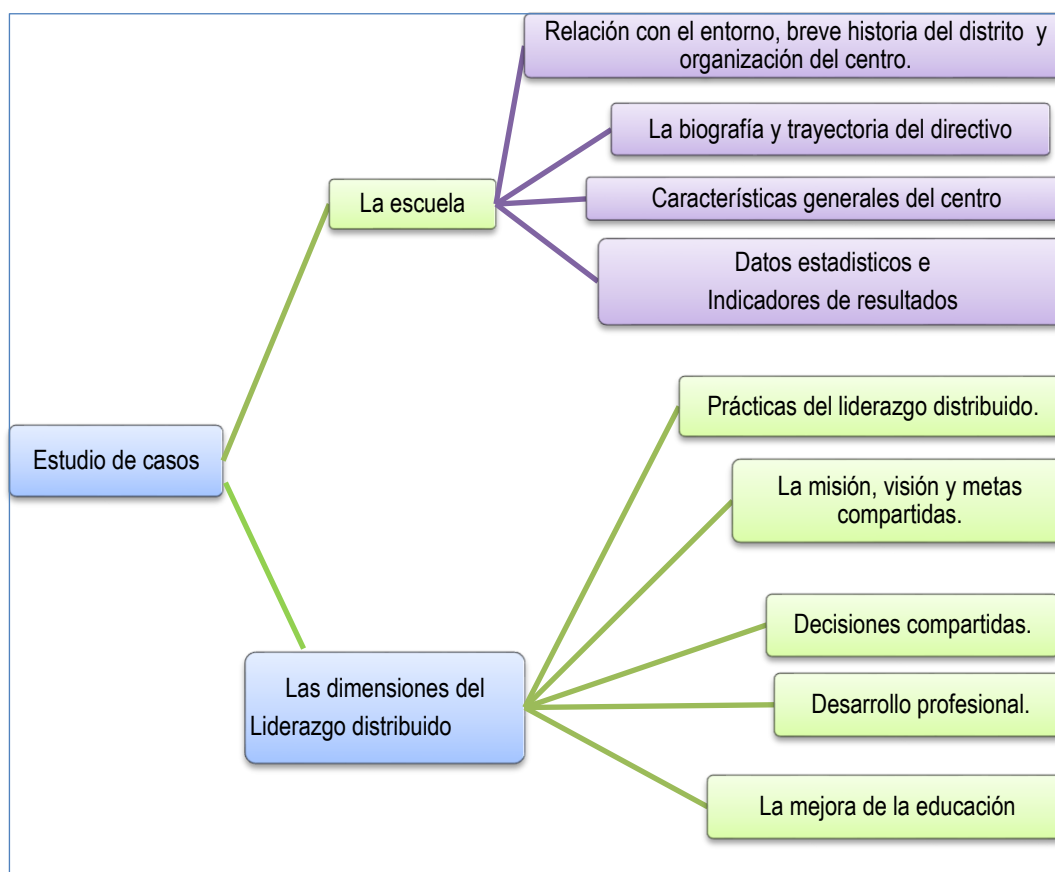 Relación con el entorno, breve historia del distrito y
organización del centro.
La biografía y trayectoria del directivo
La escuela
Características generales del centro
Datos estadisticos e
Indicadores de resultados
Prácticas del liderazgo distribuido.
Estudio de casos
La misión, visión y metas
compartidas.
Decisiones compartidas.
Las dimensiones del
Liderazgo distribuido
Desarrollo profesional.
La mejora de la educación